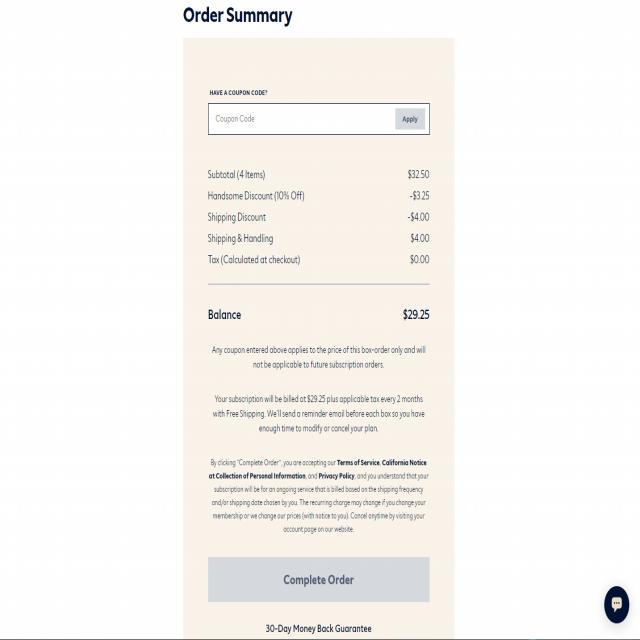 Order Summary
HAVE A COUPON CODE?
Coupon Code Apply
Subtotal (4 Items) $32.50
Handsome Discount (10% Off) -$3.25
Shipping Discount -$4.00
Shipping & Handling $4.00
Tax (Calculated at checkout) $0.00
Balance $29.25
Any coupon entered above applies to the price of this box-order only and will
not be applicable to future subscription orders.
Your subscription will be billed at $29.25 plus applicable tax every 2 months
with Free Shipping. We'll send a reminder email before each box so you have
enough time to modify or cancel your plan.
By clicking "Complete Order", you are accepting our Terms of Service, California Notice
at Collection of Personal Information, and Privacy Policy, and you understand that your
subscription will be for an ongoing service that is billed based on the shipping frequency
and/or shipping date chosen by you. The recurring charge may change if you change your
membership or we change our prices (with notice to you). Cancel anytime by visiting your
account page on our website.
Complete Order
30-Day Money Back Guarantee